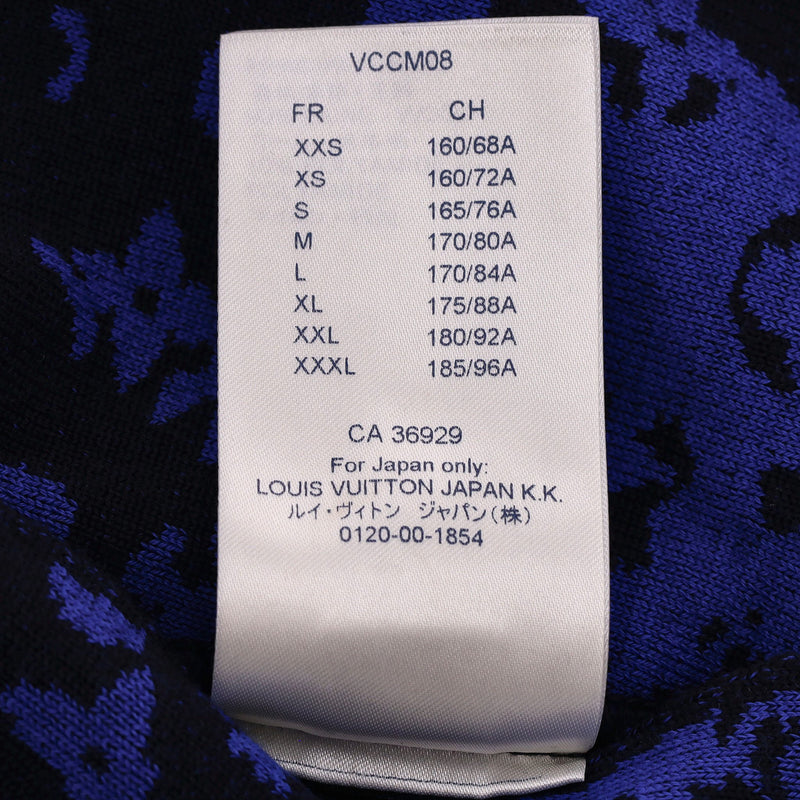 VCCM08
FR CH
XXS 160/68A
XS 160/72A
S 165/76A
M 170/80A
L 170/84A
XL 175/88A
XXL 180/92A
XXXL 185/96A
CA 36929
For Japan only:
LOUIS VUITTON JAPAN K.K.
ルイ・ヴィトン ジャパン(株)
0120-00-1854